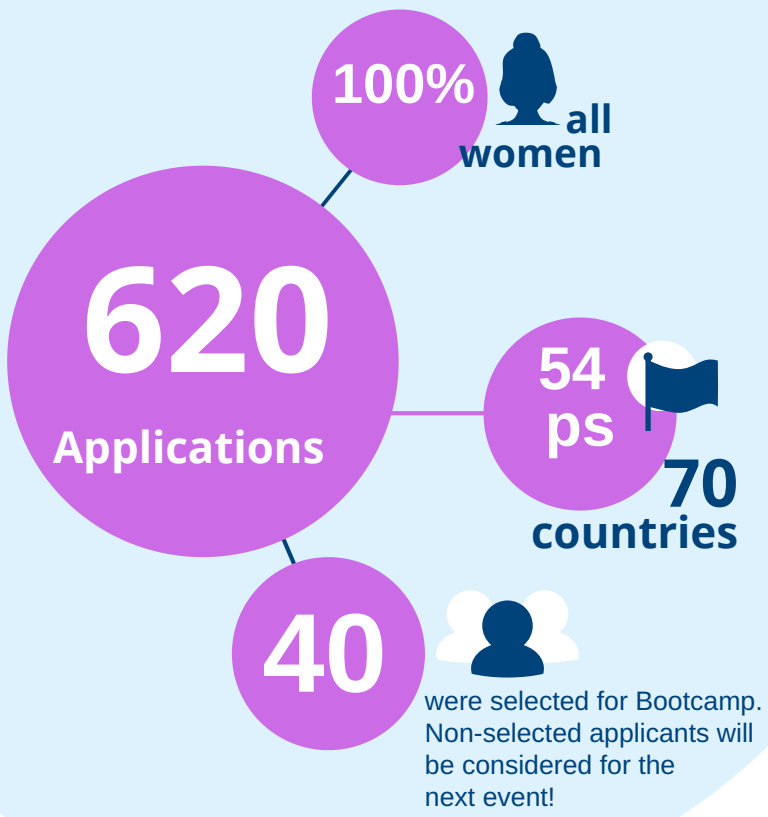 100%
all
women
620
Applications
54
ps
70
countries
40
were selected for Bootcamp.
Non-selected applicants will
be considered for the
next event!